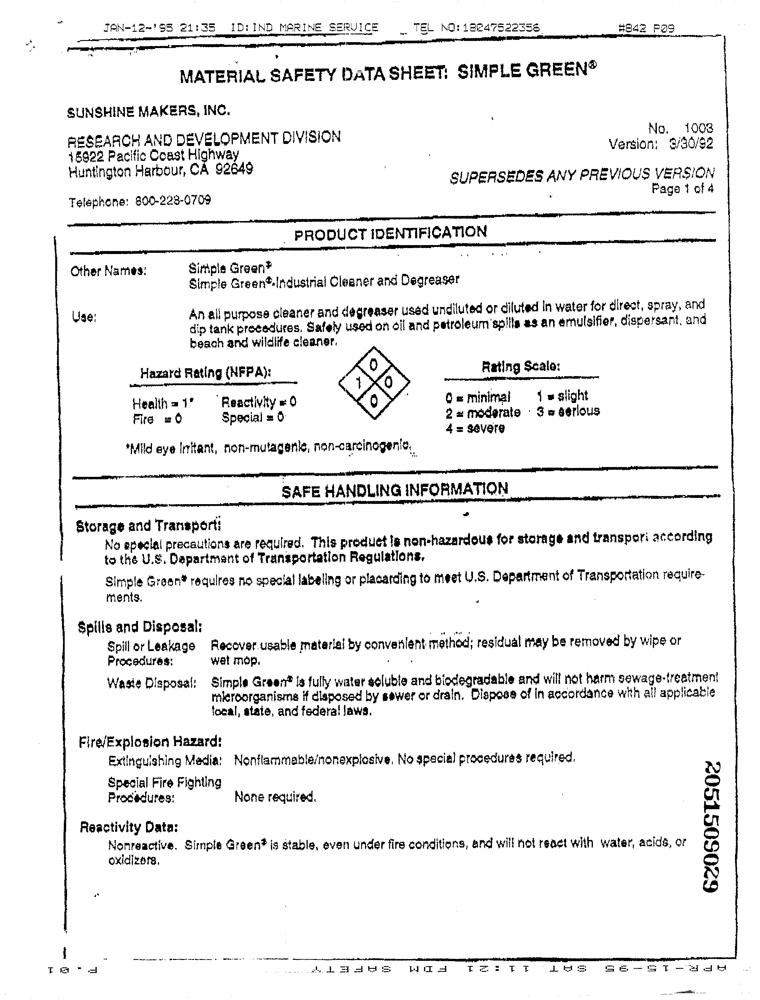 JAN-12-'95 21:35 ID:IND MARINE SERVICE TEL NO:18047522356 #842 P09
MATERIAL SAFETY DATA SHEET: SIMPLE GREEN®
SUNSHINE MAKERS, INC.
RESEARCH AND DEVELOPMENT DIVISION
15922 Pacific Coast Highway
Huntington Harbour, CA 92649
Telephone: 800-228-0709
No. 1003
Version: 3/30/92
SUPERSEDES ANY PREVIOUS VERSION
Page 1 of 4
PRODUCT IDENTIFICATION
Other Names: Simple Green®
Simple Green®-Industrial Cleaner and Degreaser
Use: An all purpose cleaner and degreaser used undiluted or diluted in water for direct, spray, and
dip tank procedures. Safely used on oil and petroleum spills as an emulsifier, dispersant, and
beach and wildlife cleaner.
Hazard Rating (NFPA):
Health = 1* Reactivity = 0
Fire = 0 Special = 0
0
1 0
0
Rating Scale:
0 = minimal 1 = slight
2 = moderate 3 = serious
4 = severe
*Mild eye irritant, non-mutagenic, non-carcinogenic.
SAFE HANDLING INFORMATION
Storage and Transport:
No special precautions are required. This product is non-hazardous for storage and transport according
to the U.S. Department of Transportation Regulations.
Simple Green® requires no special labeling or placarding to meet U.S. Department of Transportation require-
ments.
Spills and Disposal:
Spill or Leakage Recover usable material by convenient method; residual may be removed by wipe or
Procedures: wet mop.
Waste Disposal: Simple Green® is fully water soluble and biodegradable and will not harm sewage-treatment
microorganisms if disposed by sewer or drain. Dispose of in accordance with all applicable
local, state, and federal laws.
Fire/Explosion Hazard:
Extinguishing Media: Nonflammable/nonexplosive. No special procedures required.
Special Fire Fighting
Procedures: None required.
Reactivity Data:
Nonreactive. Simple Green® is stable, even under fire conditions, and will not react with water, acids, or
oxidizers.
2051509029
APR-15-95 SAT 11:21 FDM SAFETY P.01